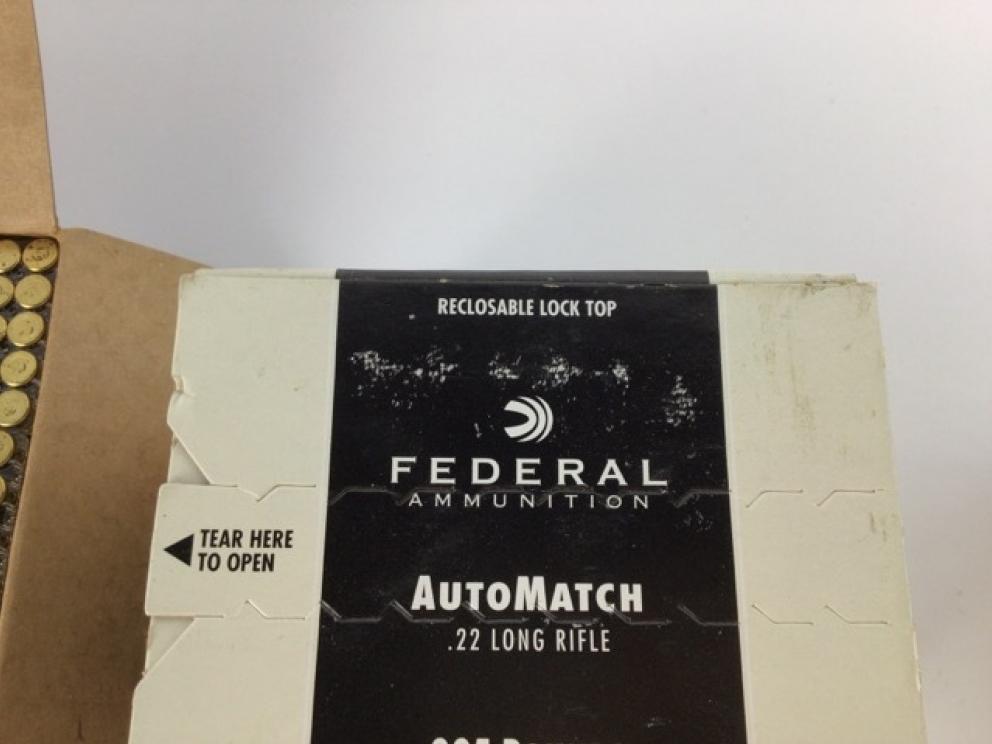 RECLOSABLE LOCK TOP
FEDERAL
AMMUNITION
TEAR HERE
TO OPEN
AUTOMATCH
.22 LONG RIFLE